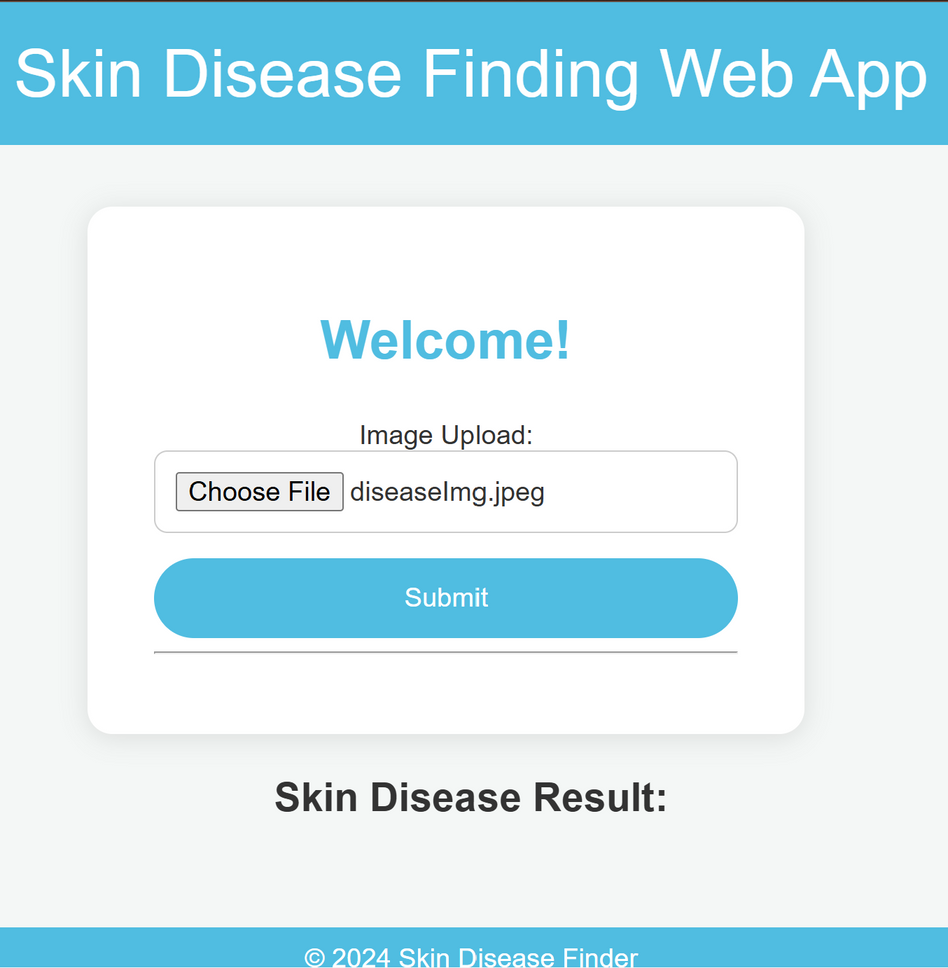 Skin Disease Finding Web App
Welcome!
Image Upload:
Choose File diseaseImg.jpeg
Submit
Skin Disease Result:
© 2024 Skin Disease Finder